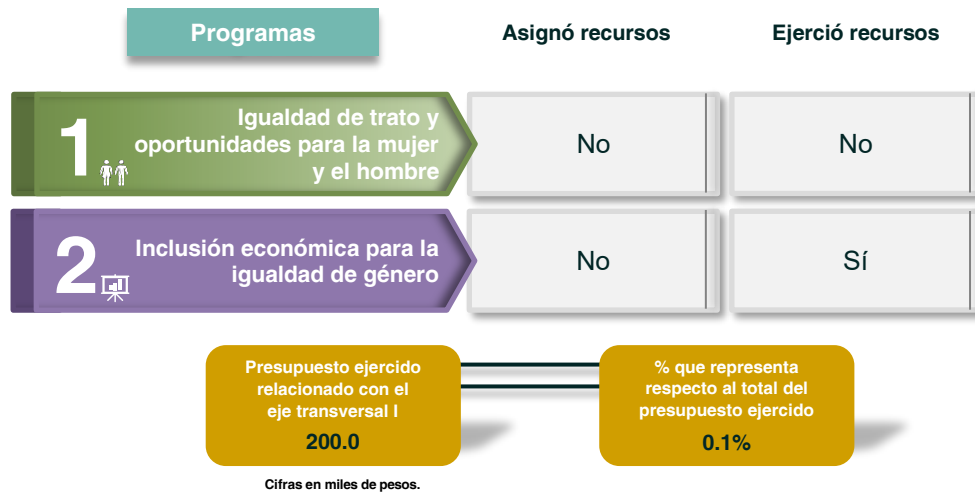 Programas
Asignó recursos
Ejerció recursos
1
Igualdad de trato y
oportunidades para la mujer
y el hombre
No
No
2
Inclusión económica para la
igualdad de género
No
Sí
Presupuesto ejercido
relacionado con el
eje transversal I
200.0
% que representa
respecto al total del
presupuesto ejercido
0.1%
Cifras en miles de pesos.